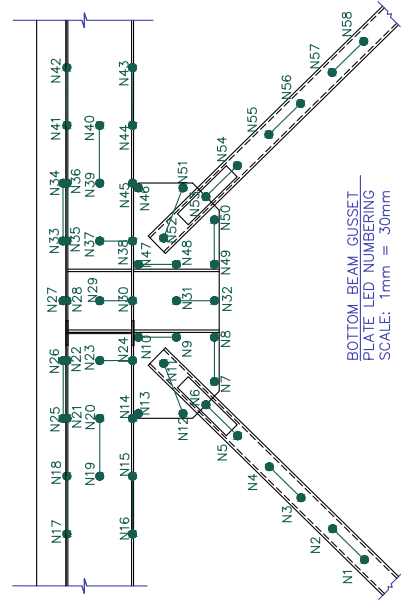 N42
N43
N41
N40
N44
N34
N36
N39
N45
N46
N33
N35
N37
N38
N47
N48
N49
N50
N51
N52
N53
N54
N55
N56
N57
N58
N27
N28
N29
N30
N31
N32
N26
N22
N23
N24
N10
N9
N8
N7
N11
N6
N5
N12
N13
N25
N21
N20
N14
N18
N19
N15
N17
N16
N4
N3
N2
N1
BOTTOM BEAM GUSSET
PLATE LED NUMBERING
SCALE: 1mm = 30mm